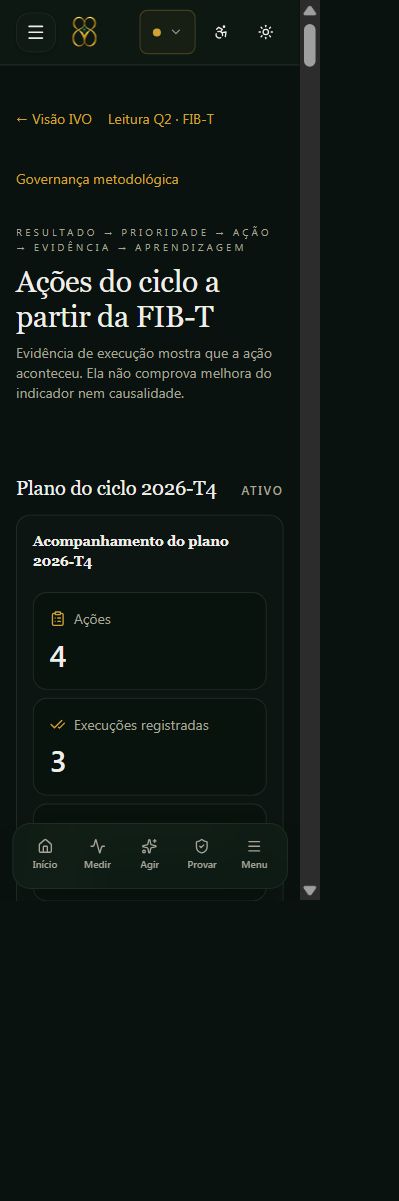 ← Visão IVO Leitura Q2 · FIB-T
Governança metodológica
RESULTADO → PRIORIDADE → AÇÃO
→ EVIDÊNCIA → APRENDIZAGEM
Ações do ciclo a
partir da FIB-T
Evidência de execução mostra que a ação
aconteceu. Ela não comprova melhora do
indicador nem causalidade.
Plano do ciclo 2026-T4 ATIVO
Acompanhamento do plano
2026-T4
Ações
4
Execuções registradas
3
Início Medir Agir Provar Menu